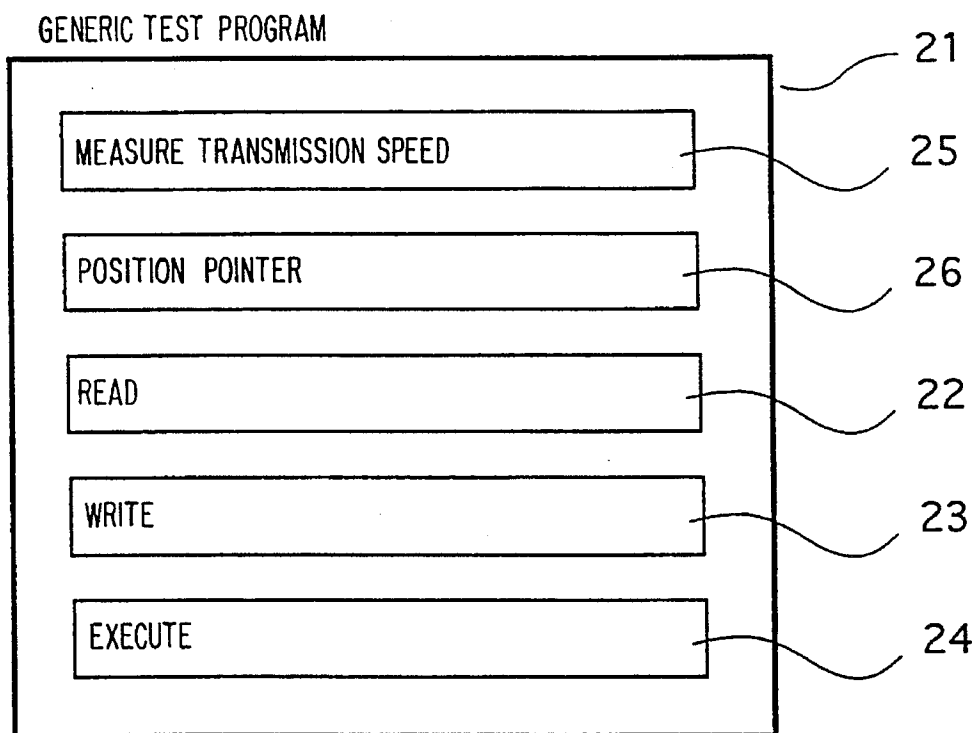 GENERIC TEST PROGRAM
21
MEASURE TRANSMISSION SPEED
25
POSITION POINTER
26
READ
22
WRITE
23
EXECUTE
24